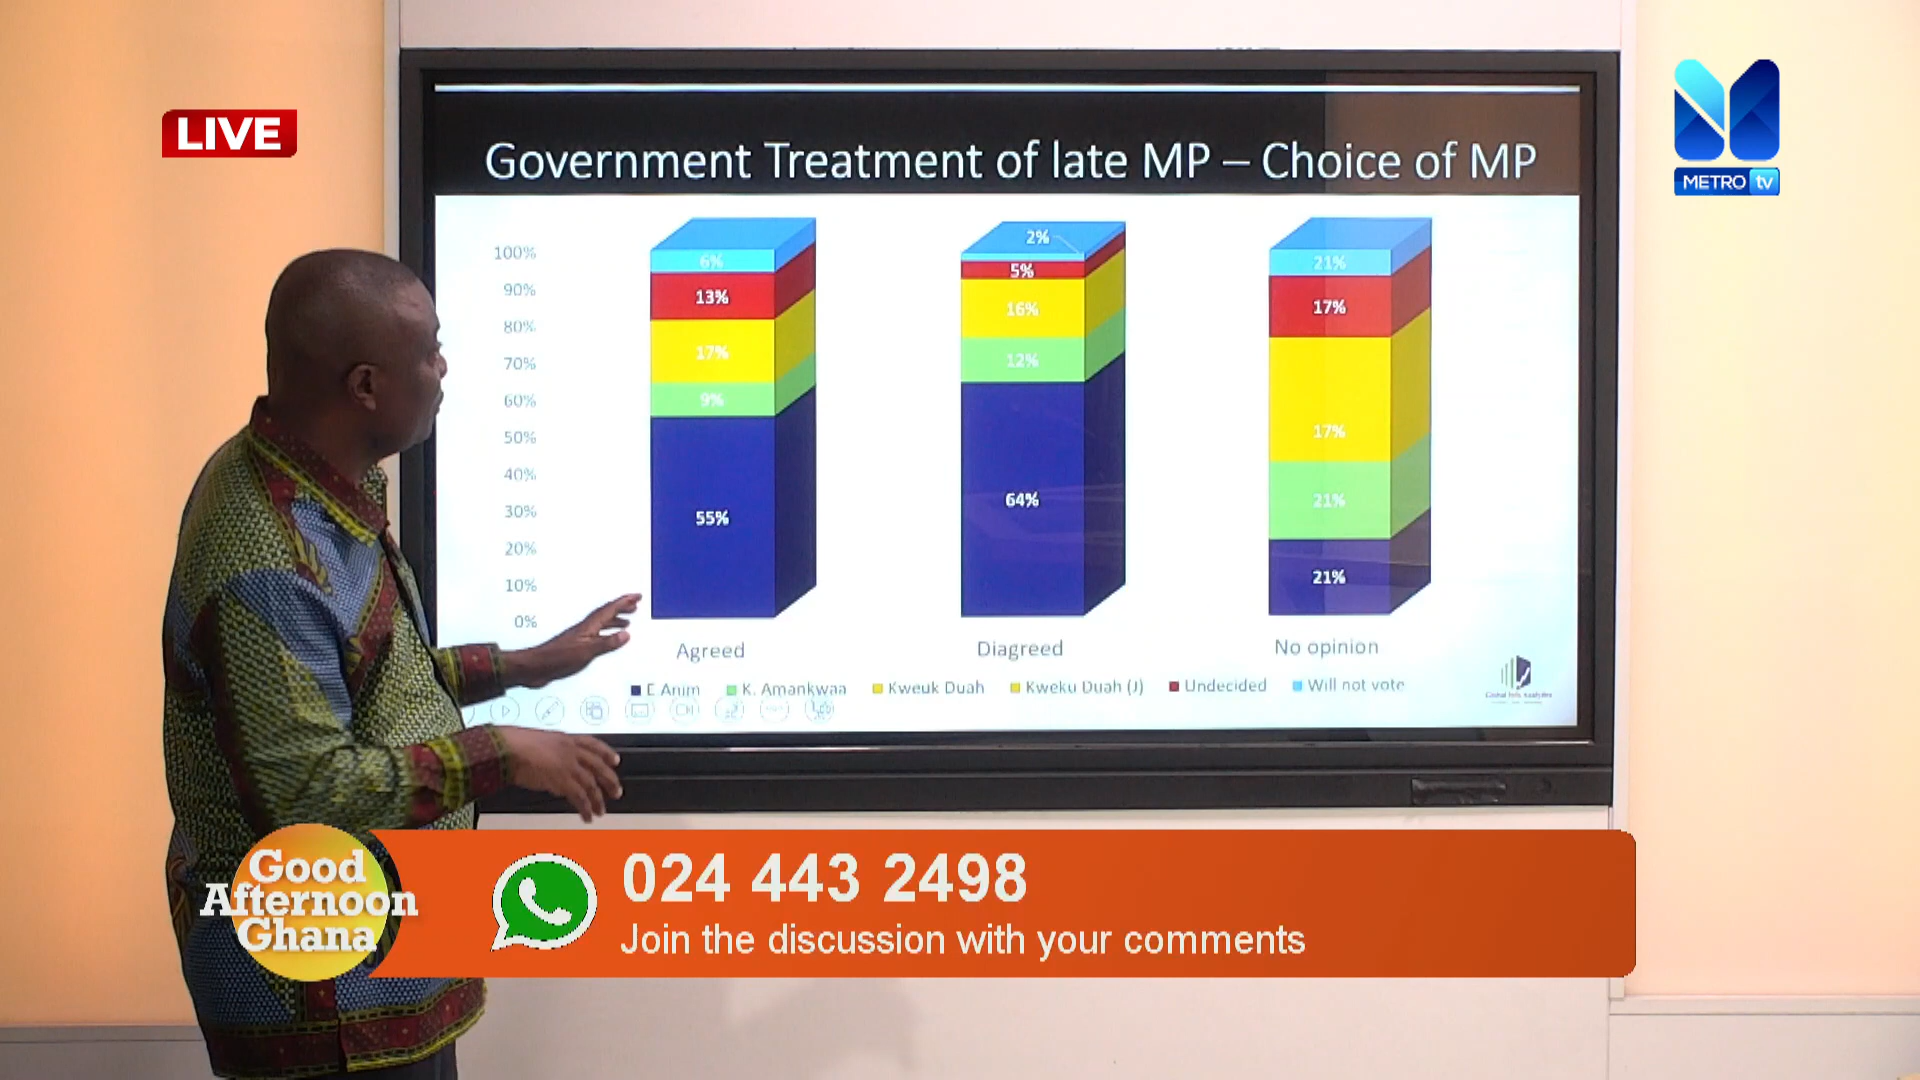 LIVE
METRO tv
Government Treatment of late MP – Choice of MP
100%
90%
80%
70%
60%
50%
40%
30%
20%
10%
0%
6%
13%
17%
9%
55%
Agreed
2%
5%
16%
12%
64%
Diagreed
21%
17%
17%
21%
21%
No opinion
E Anim K. Amankwaa Kweuk Duah Kweku Duah (J) Undecided Will not vote
Good
Afternoon
Ghana
024 443 2498
Join the discussion with your comments